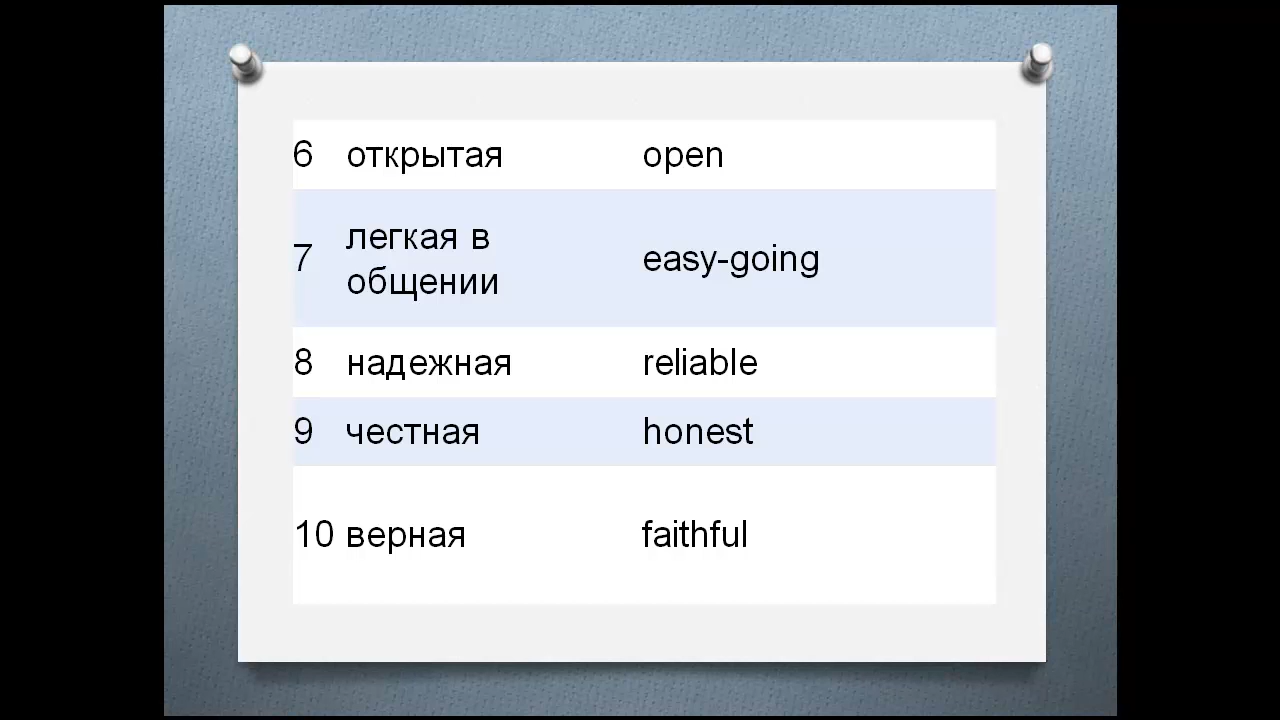 6 открытая open
7 легкая в
общении easy-going
8 надежная reliable
9 честная honest
10 верная faithful